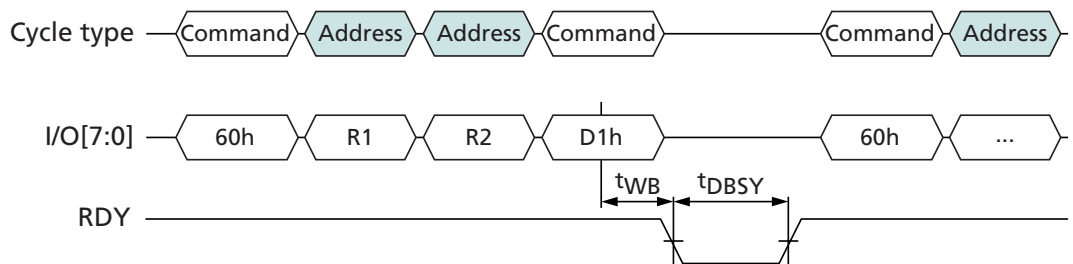 Cycle type Command Address Address Command Command Address
I/O[7:0] 60h R1 R2 D1h 60h ...
tWB tDBSY
RDY